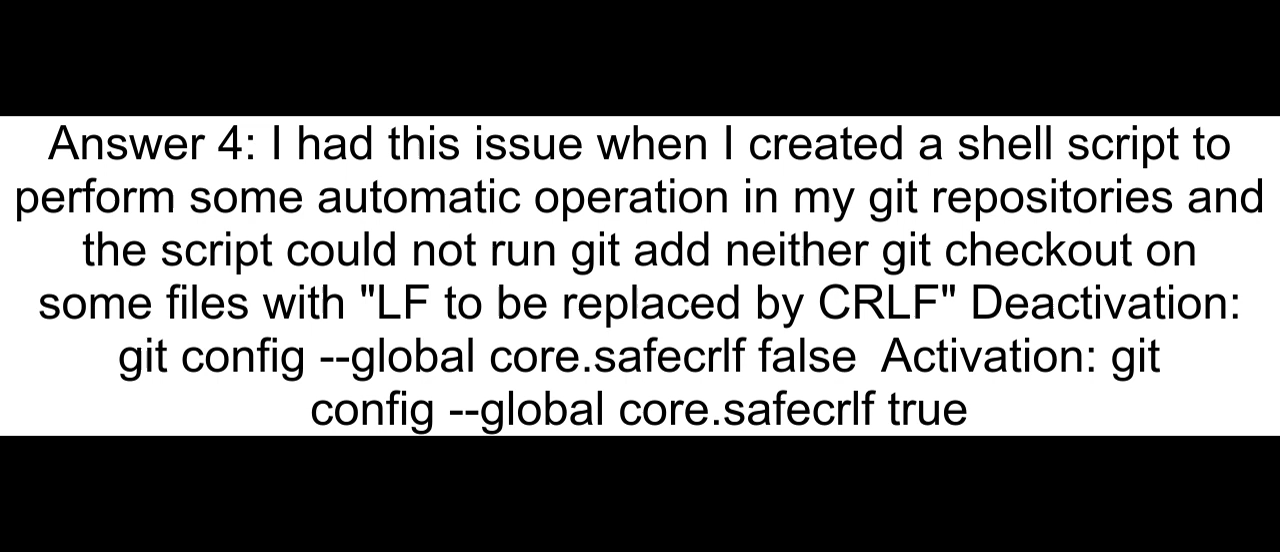 Answer 4: I had this issue when I created a shell script to
perform some automatic operation in my git repositories and
the script could not run git add neither git checkout on
some files with "LF to be replaced by CRLF" Deactivation:
git config --global core.safecrlf false  Activation: git
config --global core.safecrlf true